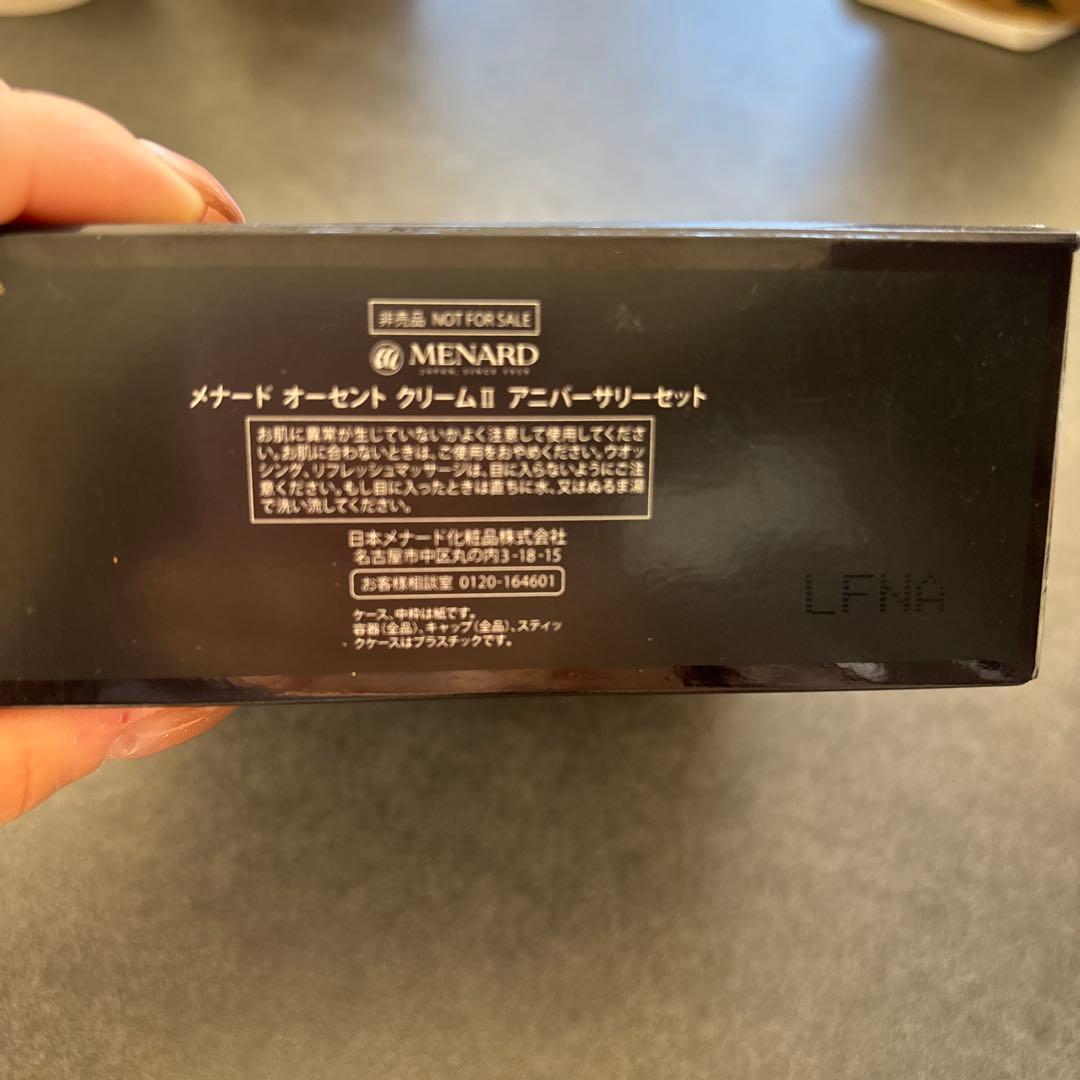 非売品 NOT FOR SALE
MENARD
JAPAN, SINCE 1959
メナード オーセント クリームⅡ アニバーサリーセット
お肌に異常が生じていないかよく注意して使用してくださ
い。お肌に合わないときは、ご使用をおやめください。ウオッ
シング、リフレッシュマッサージは、目に入らないようにご注
意ください。もし目に入ったときは直ちに水、又はぬるま湯
で洗い流してください。
日本メナード化粧品株式会社
名古屋市中区丸の内3-18-15
お客様相談室 0120-164601
ケース、中枠は紙です。
容器(全品)、キャップ(全品)、スティッ
クケースはプラスチックです。
LFNA